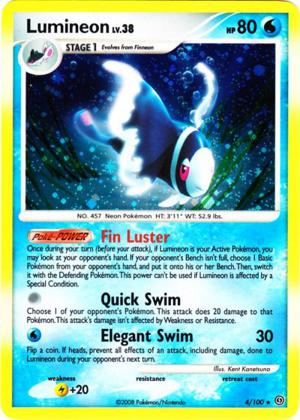 Lumineon LV.38
HP 80
STAGE 1 Evolves from Finneon
NO. 457 Neon Pokémon HT: 3'11" WT: 52.9 lbs.
Poké-POWER Fin Luster
Once during your turn (before your attack), if Lumineon is your Active Pokémon, you
may look at your opponent's hand. If your opponent's Bench isn't full, choose 1 Basic
Pokémon from your opponent's hand, and put it onto his or her Bench. Then, switch
it with the Defending Pokémon. This power can't be used if Lumineon is affected by a
Special Condition.
Quick Swim
Choose 1 of your opponent's Pokémon. This attack does 20 damage to that
Pokémon. This attack's damage isn't affected by Weakness or Resistance.
Elegant Swim 30
Flip a coin. If heads, prevent all effects of an attack, including damage, done to
Lumineon during your opponent's next turn.
Illus. Kent Kanetsuna
weakness resistance retreat cost
+20
©2008 Pokémon/Nintendo 4/100